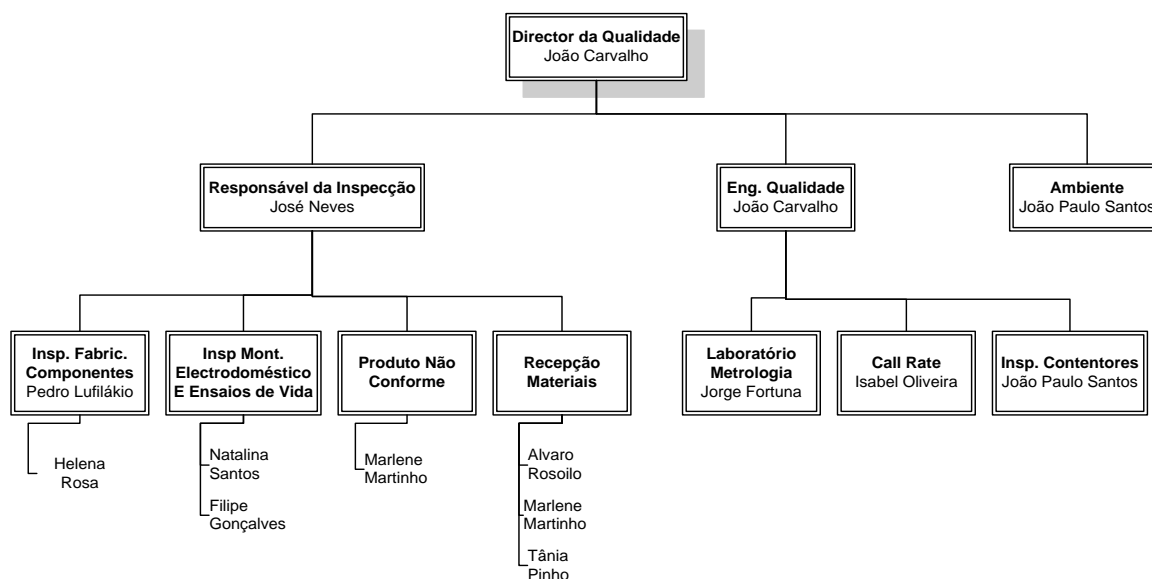 Director da Qualidade
João Carvalho
Responsável da Inspecção
José Neves
Eng. Qualidade
João Carvalho
Ambiente
João Paulo Santos
Insp. Fabric.
Componentes
Pedro Lufilákio
Insp Mont.
Electrodoméstico
E Ensaios de Vida
Produto Não
Conforme
Recepção
Materiais
Laboratório
Metrologia
Jorge Fortuna
Call Rate
Isabel Oliveira
Insp. Contentores
João Paulo Santos
Helena
Rosa
Natalina
Santos
Filipe
Gonçalves
Marlene
Martinho
Alvaro
Rosoilo
Marlene
Martinho
Tânia
Pinho